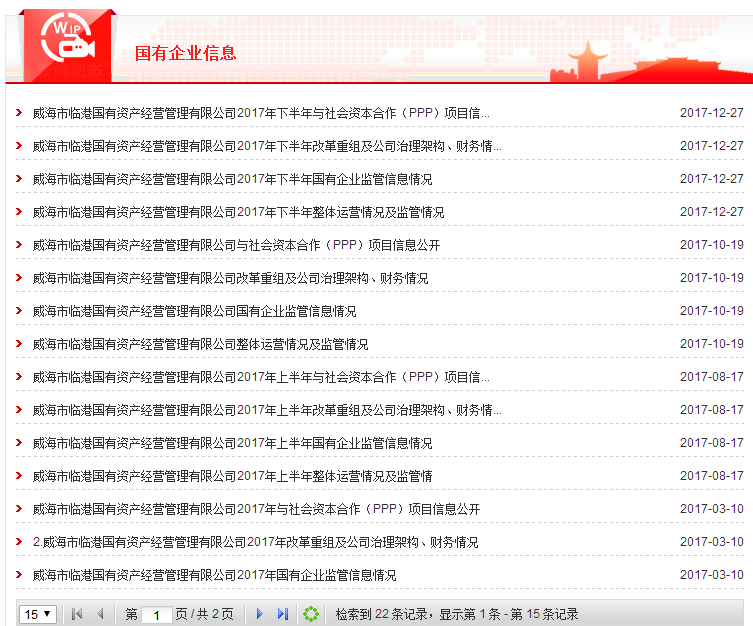 WIP
国有企业信息
威海市临港国有资产经营管理有限公司2017年下半年与社会资本合作（PPP）项目信... 2017-12-27
威海市临港国有资产经营管理有限公司2017年下半年改革重组及公司治理架构、财务情... 2017-12-27
威海市临港国有资产经营管理有限公司2017年下半年国有企业监管信息情况 2017-12-27
威海市临港国有资产经营管理有限公司2017年下半年整体运营情况及监管情况 2017-12-27
威海市临港国有资产经营管理有限公司与社会资本合作（PPP）项目信息公开 2017-10-19
威海市临港国有资产经营管理有限公司改革重组及公司治理架构、财务情况 2017-10-19
威海市临港国有资产经营管理有限公司国有企业监管信息情况 2017-10-19
威海市临港国有资产经营管理有限公司整体运营情况及监管情况 2017-10-19
威海市临港国有资产经营管理有限公司2017年上半年与社会资本合作（PPP）项目信... 2017-08-17
威海市临港国有资产经营管理有限公司2017年上半年改革重组及公司治理架构、财务情... 2017-08-17
威海市临港国有资产经营管理有限公司2017年上半年国有企业监管信息情况 2017-08-17
威海市临港国有资产经营管理有限公司2017年上半年整体运营情况及监管情 2017-08-17
威海市临港国有资产经营管理有限公司2017年与社会资本合作（PPP）项目信息公开 2017-03-10
2.威海市临港国有资产经营管理有限公司2017年改革重组及公司治理架构、财务情况 2017-03-10
威海市临港国有资产经营管理有限公司2017年国有企业监管信息情况 2017-03-10
15 第 1 页/共 2 页 检索到 22 条记录，显示第 1 条 - 第 15 条记录